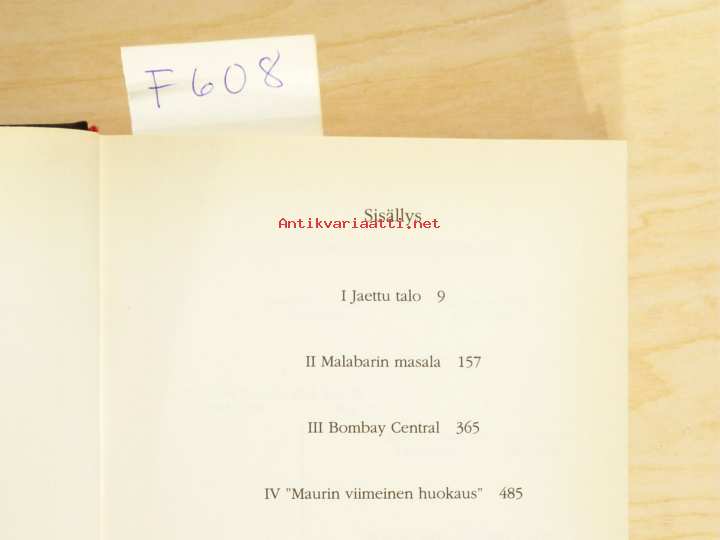 F608
Sisällys
Antikvariaatti.net
I Jaettu talo 9
II Malabarin masala 157
III Bombay Central 365
IV "Maurin viimeinen huokaus" 485